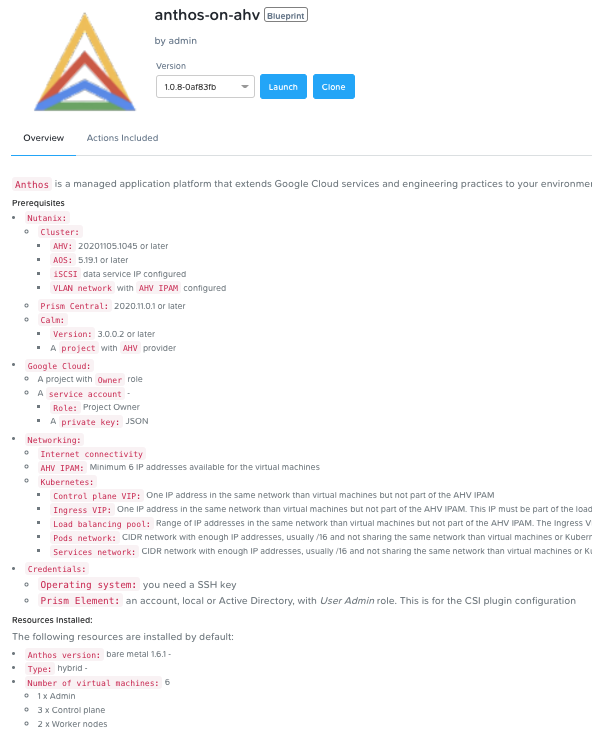 anthos-on-ahv Blueprint
by admin
Version
1.0.8-0af83fb Launch Clone
Overview Actions Included
Anthos is a managed application platform that extends Google Cloud services and engineering practices to your environme
Prerequisites
Nutanix:
Cluster:
AHV: 20201105.1045 or later
AOS: 5.19.1 or later
iSCSI data service IP configured
VLAN network with AHV IPAM configured
Prism Central: 2020.11.0.1 or later
Calm:
Version: 3.0.0.2 or later
A project with AHV provider
Google Cloud:
A project with Owner role
A service account -
Role: Project Owner
A private key: JSON
Networking:
Internet connectivity
AHV IPAM: Minimum 6 IP addresses available for the virtual machines
Kubernetes:
Control plane VIP: One IP address in the same network than virtual machines but not part of the AHV IPAM
Ingress VIP: One IP address in the same network than virtual machines but not part of the AHV IPAM. This IP must be part of the load
Load balancing pool: Range of IP addresses in the same network than virtual machines but not part of the AHV IPAM. The Ingress V
Pods network: CIDR network with enough IP addresses, usually /16 and not sharing the same network than virtual machines or Kuber
Services network: CIDR network with enough IP addresses, usually /16 and not sharing the same network than virtual machines or Ku
Credentials:
Operating system: you need a SSH key
Prism Element: an account, local or Active Directory, with User Admin role. This is for the CSI plugin configuration
Resources Installed:
The following resources are installed by default:
Anthos version: bare metal 1.6.1 -
Type: hybrid -
Number of virtual machines: 6
1 x Admin
3 x Control plane
2 x Worker nodes